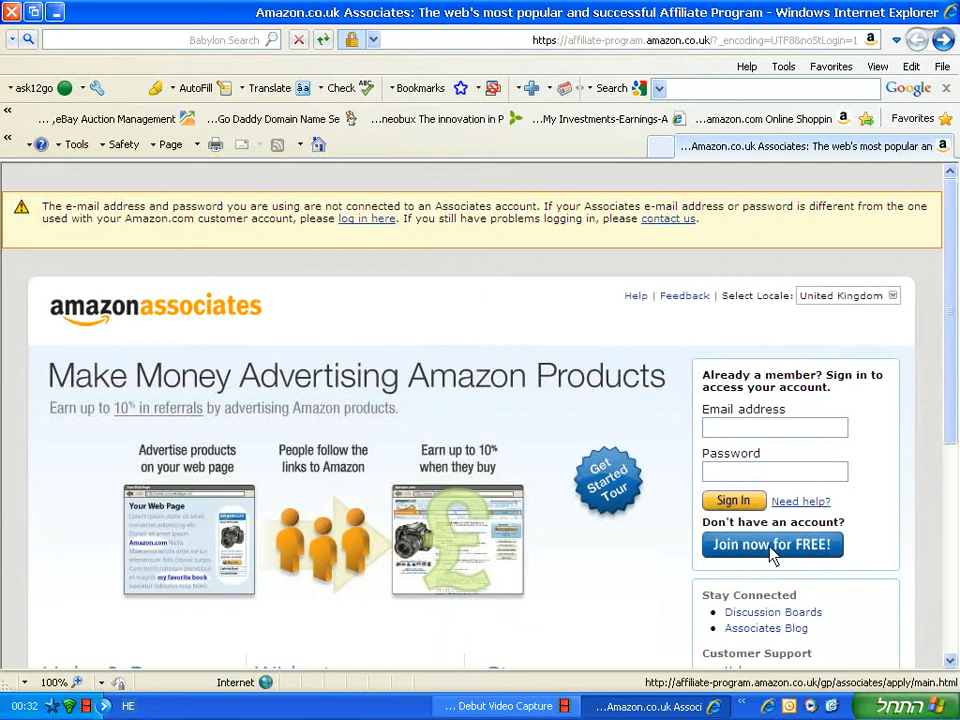 Amazon.co.uk Associates: The web's most popular and successful Affiliate Program - Windows Internet Explorer
Babylon Search
https://affiliate-program.amazon.co.uk/?_encoding=UTF8&noStLogin=1
Help Tools Favorites View Edit File
ask2go AutoFill Translate Check Bookmarks Search Google
...eBay Auction Management ...Go Daddy Domain Name Se ...neobux The innovation in P ...My Investments-Earnings-A ...amazon.com Online Shoppin Favorites
Tools Safety Page ...Amazon.co.uk Associates: The web's most popular an
The e-mail address and password you are using are not connected to an Associates account. If your Associates e-mail address or password is different from the one
used with your Amazon.com customer account, please log in here. If you still have problems logging in, please contact us.
amazonassociates
Help | Feedback | Select Locale: United Kingdom
Make Money Advertising Amazon Products
Earn up to 10% in referrals by advertising Amazon products.
Advertise products
on your web page
People follow the
links to Amazon
Earn up to 10%
when they buy
Your Web Page
Amazon.com
my favorite book
£
Get
Started
Tour
Already a member? Sign in to
access your account.
Email address
Password
Sign In Need help?
Don't have an account?
Join now for FREE!
Stay Connected
Discussion Boards
Associates Blog
Customer Support
100% Internet http://affiliate-program.amazon.co.uk/gp/associates/apply/main.html
00:32 HE ... Debut Video Capture ...Amazon.co.uk Associ התחל